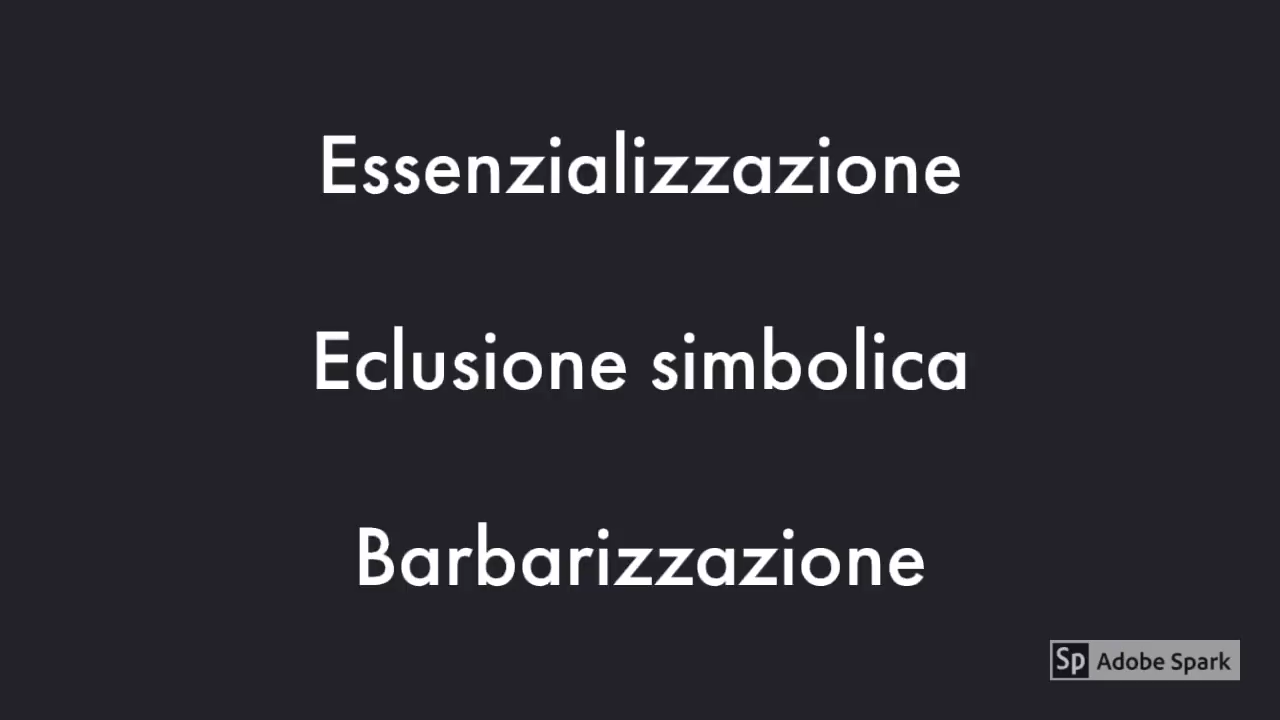 Essenzializzazione
Eclusione simbolica
Barbarizzazione
Sp Adobe Spark